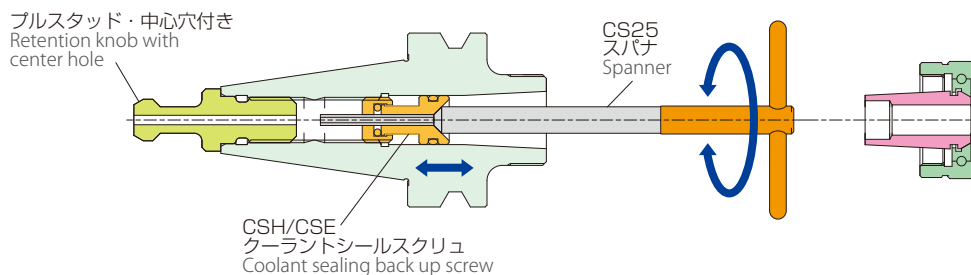 プルスタッド・中心穴付き
Retention knob with
center hole
CS25
スパナ
Spanner
CSH/CSE
クーラントシールスクリュ
Coolant sealing back up screw